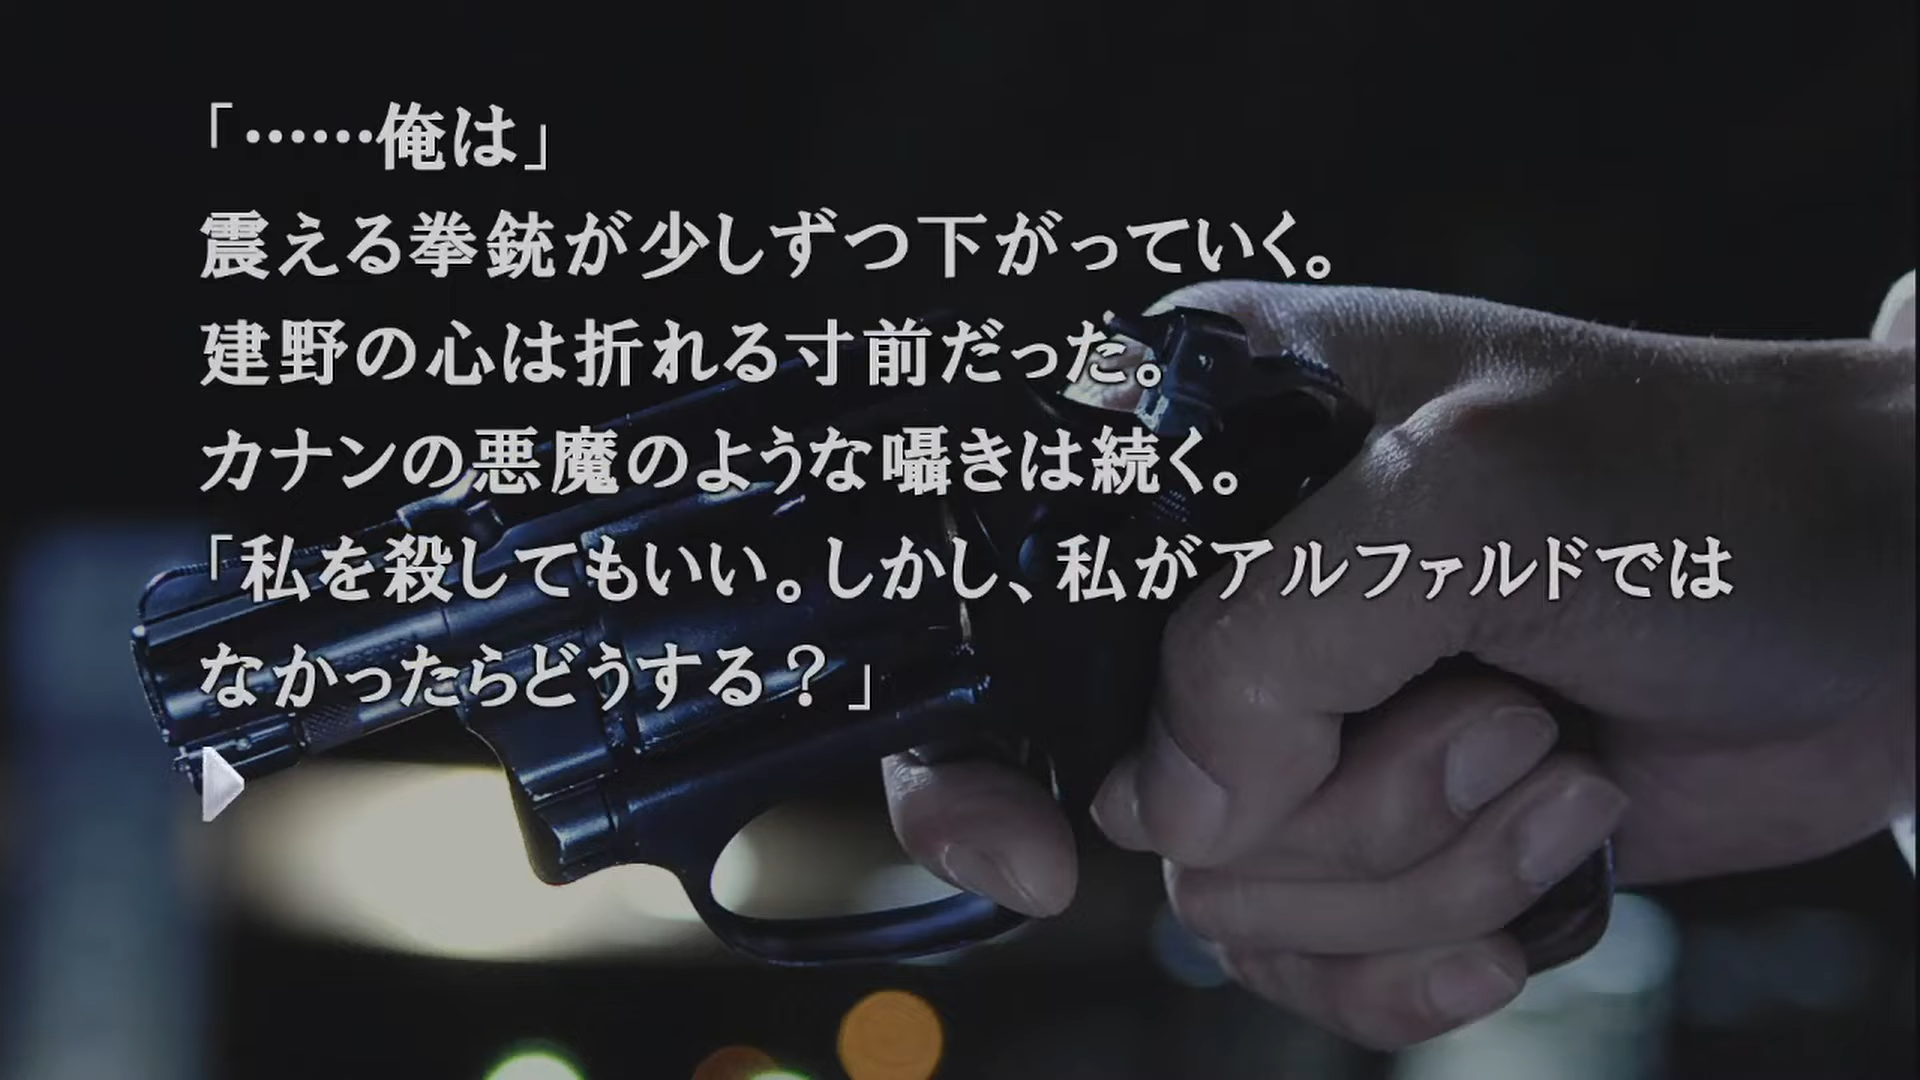 「……俺は」
震える拳銃が少しずつ下がっていく。
建野の心は折れる寸前だった。
カナンの悪魔のような囁きは続く。
「私を殺してもいい。しかし、私がアルファルドでは
なかったらどうする？」